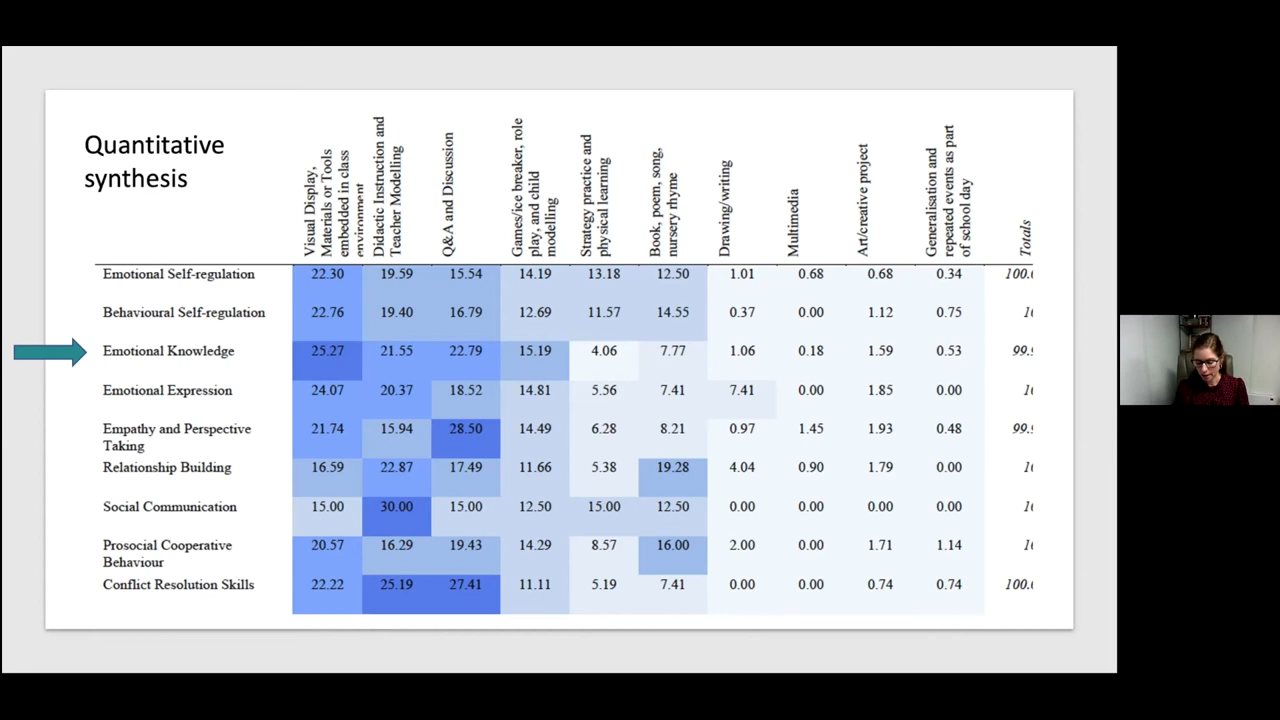 Quantitative
synthesis
Visual Display,
Materials or Tools
embedded in class
environment
Didactic Instruction and
Teacher Modelling
Q&A and Discussion
Games/ice breaker, role
play, and child
modelling
Strategy practice and
physical learning
Book, poem, song,
nursery rhyme
Drawing/writing
Multimedia
Art/creative project
Generalisation and
repeated events as part
of school day
Totals
Emotional Self-regulation 22.30 19.59 15.54 14.19 13.18 12.50 1.01 0.68 0.68 0.34 100.
Behavioural Self-regulation 22.76 19.40 16.79 12.69 11.57 14.55 0.37 0.00 1.12 0.75 1
Emotional Knowledge 25.27 21.55 22.79 15.19 4.06 7.77 1.06 0.18 1.59 0.53 99.
Emotional Expression 24.07 20.37 18.52 14.81 5.56 7.41 7.41 0.00 1.85 0.00 1
Empathy and Perspective
Taking 21.74 15.94 28.50 14.49 6.28 8.21 0.97 1.45 1.93 0.48 99.
Relationship Building 16.59 22.87 17.49 11.66 5.38 19.28 4.04 0.90 1.79 0.00 1
Social Communication 15.00 30.00 15.00 12.50 15.00 12.50 0.00 0.00 0.00 0.00 1
Prosocial Cooperative
Behaviour 20.57 16.29 19.43 14.29 8.57 16.00 2.00 0.00 1.71 1.14 1
Conflict Resolution Skills 22.22 25.19 27.41 11.11 5.19 7.41 0.00 0.00 0.74 0.74 100.